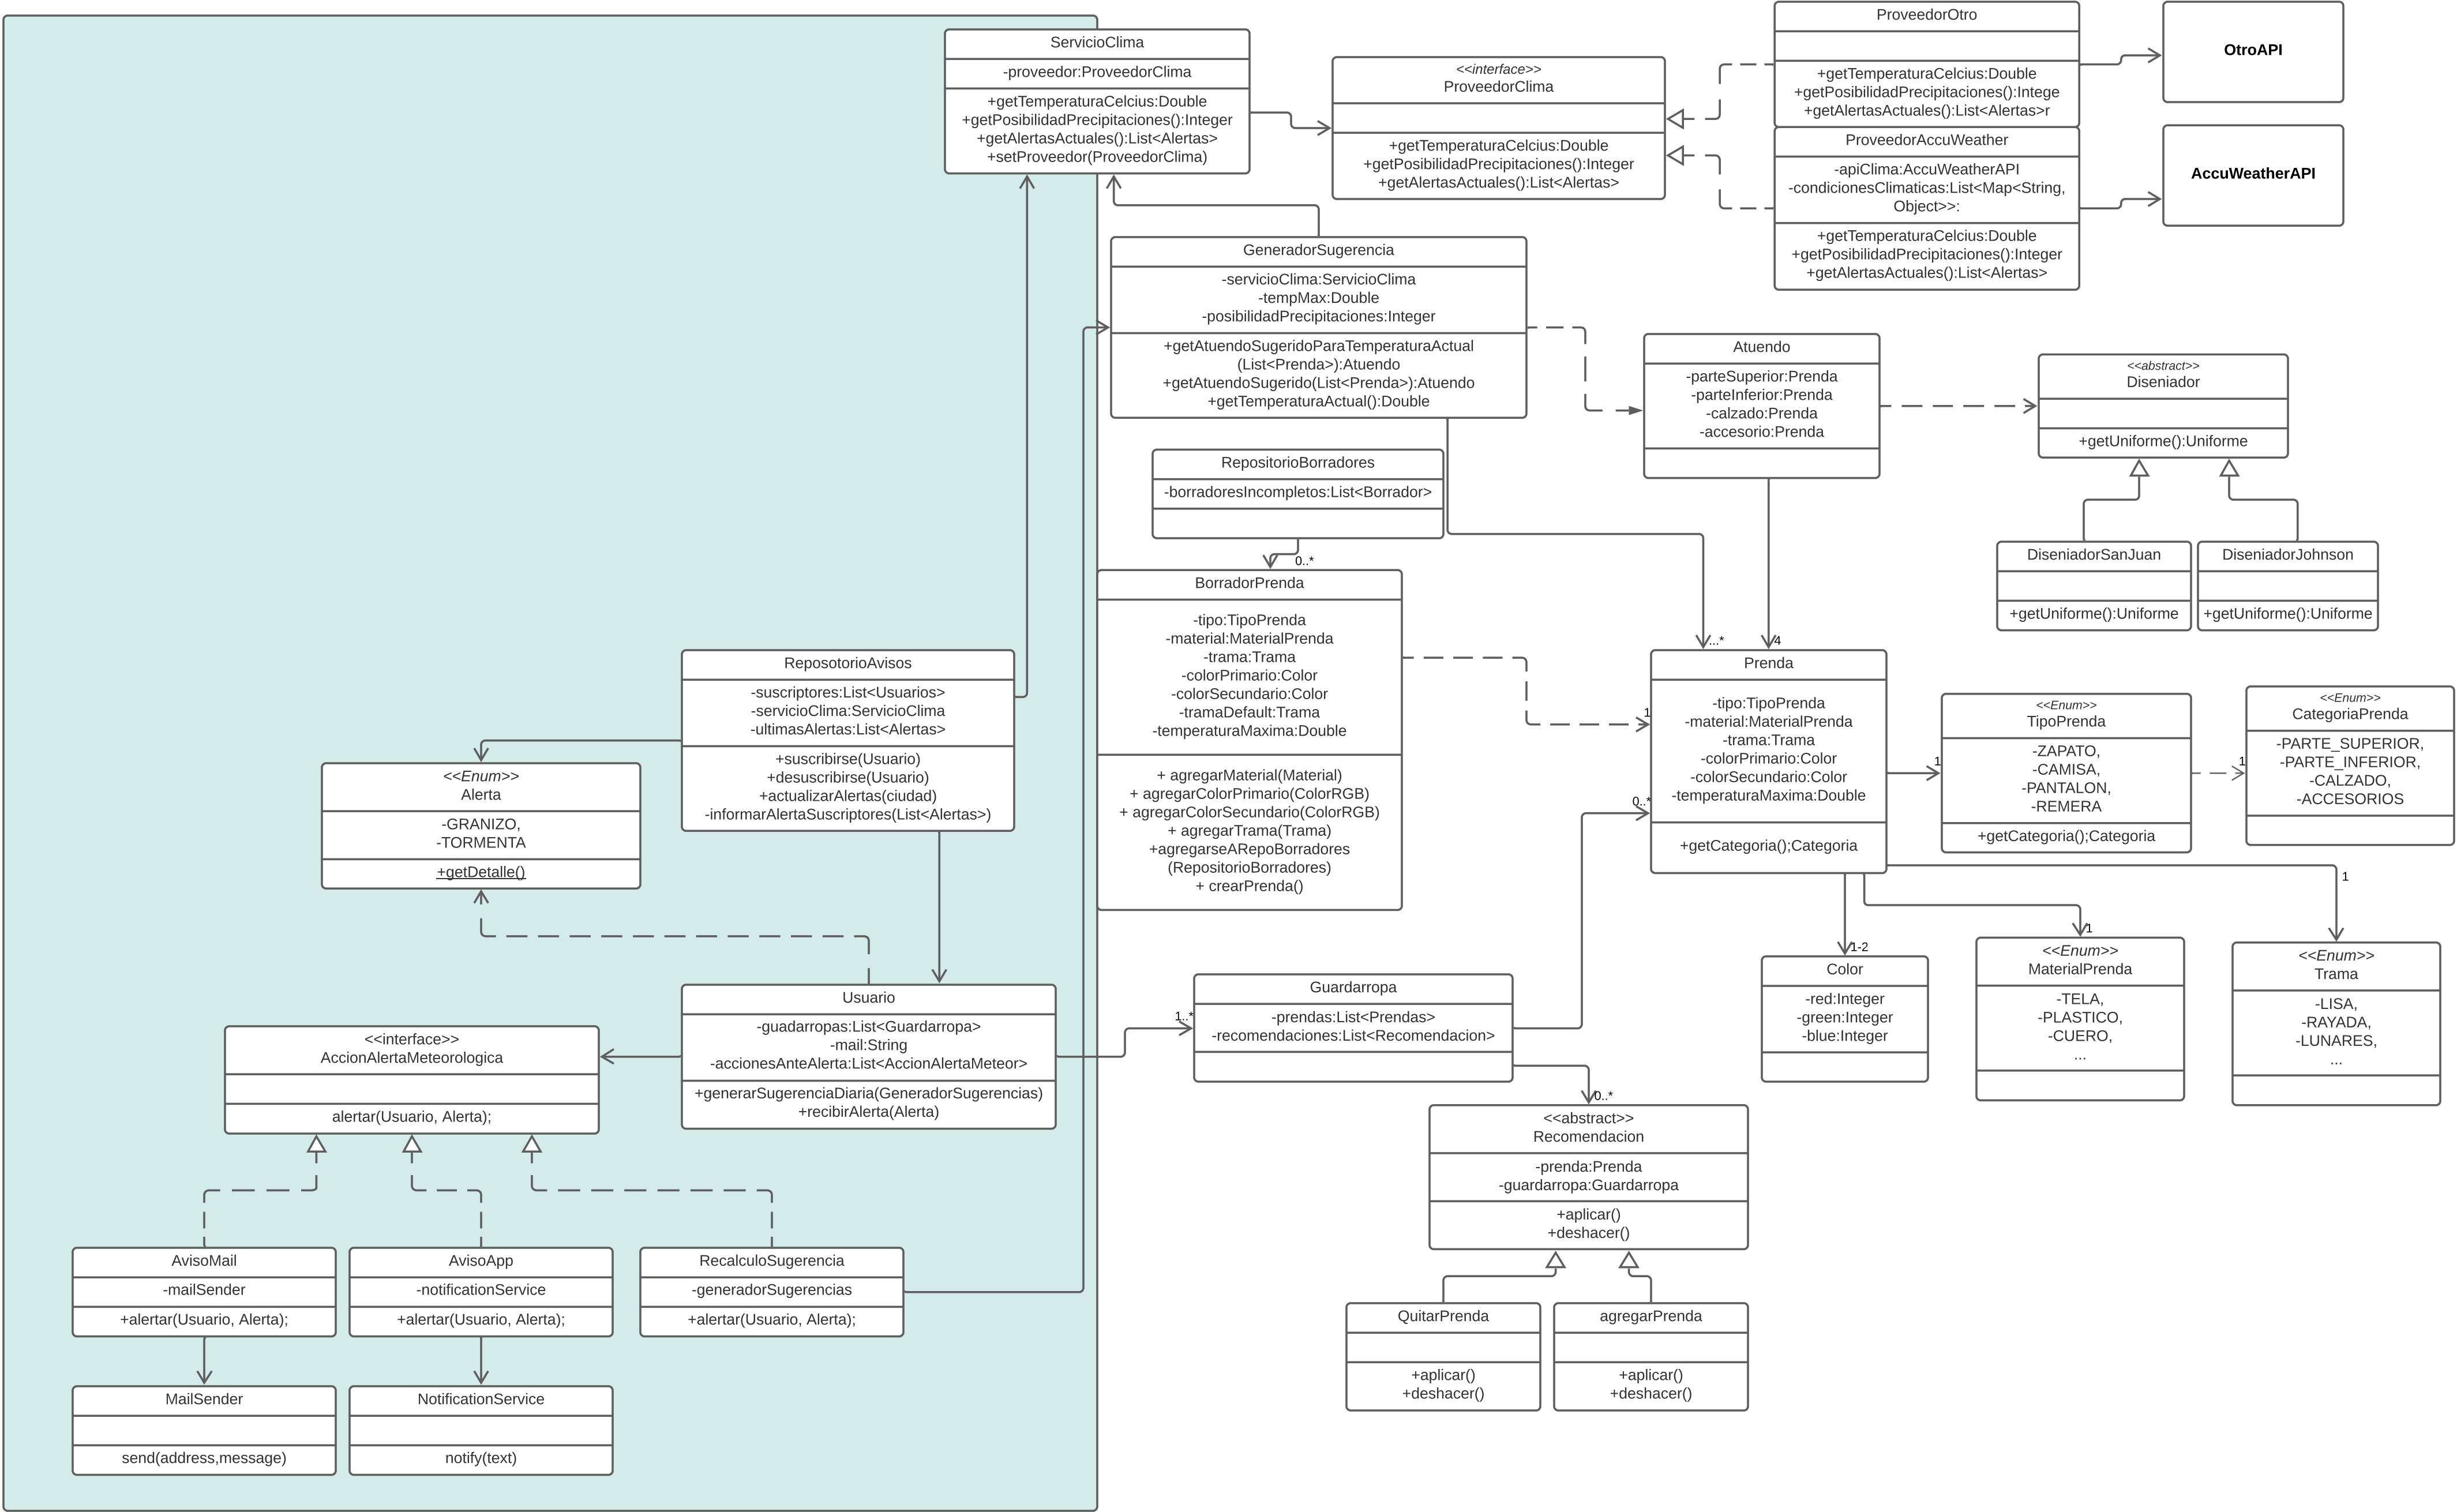 ServicioClima
-proveedor:ProveedorClima
+getTemperaturaCelcius:Double
+getPosibilidadPrecipitaciones():Integer
+getAlertasActuales():List<Alertas>
+setProveedor(ProveedorClima)
<<interface>>
ProveedorClima
+getTemperaturaCelcius:Double
+getPosibilidadPrecipitaciones():Integer
+getAlertasActuales():List<Alertas>
ProveedorOtro
+getTemperaturaCelcius:Double
+getPosibilidadPrecipitaciones():Intege
+getAlertasActuales():List<Alertas>r
OtroAPI
ProveedorAccuWeather
-apiClima:AccuWeatherAPI
-condicionesClimaticas:List<Map<String,
Object>>:
+getTemperaturaCelcius:Double
+getPosibilidadPrecipitaciones():Integer
+getAlertasActuales():List<Alertas>
AccuWeatherAPI
GeneradorSugerencia
-servicioClima:ServicioClima
-tempMax:Double
-posibilidadPrecipitaciones:Integer
+getAtuendoSugeridoParaTemperaturaActual
(List<Prenda>):Atuendo
+getAtuendoSugerido(List<Prenda>):Atuendo
+getTemperaturaActual():Double
Atuendo
-parteSuperior:Prenda
-parteInferior:Prenda
-calzado:Prenda
-accesorio:Prenda
<<abstract>>
Diseniador
+getUniforme():Uniforme
DiseniadorSanJuan
+getUniforme():Uniforme
DiseniadorJohnson
+getUniforme():Uniforme
RepositorioBorradores
-borradoresIncompletos:List<Borrador>
0..*
BorradorPrenda
-tipo:TipoPrenda
-material:MaterialPrenda
-trama:Trama
-colorPrimario:Color
-colorSecundario:Color
-tramaDefault:Trama
-temperaturaMaxima:Double
+ agregarMaterial(Material)
+ agregarColorPrimario(ColorRGB)
+ agregarColorSecundario(ColorRGB)
+ agregarTrama(Trama)
+agregarseARepoBorradores
(RepositorioBorradores)
+ crearPrenda()
...*
4
1
0..*
Prenda
-tipo:TipoPrenda
-material:MaterialPrenda
-trama:Trama
-colorPrimario:Color
-colorSecundario:Color
-temperaturaMaxima:Double
+getCategoria();Categoria
1
<<Enum>>
TipoPrenda
-ZAPATO,
-CAMISA,
-PANTALON,
-REMERA
+getCategoria();Categoria
1
<<Enum>>
CategoriaPrenda
-PARTE_SUPERIOR,
-PARTE_INFERIOR,
-CALZADO,
-ACCESORIOS
1-2
Color
-red:Integer
-green:Integer
-blue:Integer
1
<<Enum>>
MaterialPrenda
-TELA,
-PLASTICO,
-CUERO,
...
1
<<Enum>>
Trama
-LISA,
-RAYADA,
-LUNARES,
...
ReposotorioAvisos
-suscriptores:List<Usuarios>
-servicioClima:ServicioClima
-ultimasAlertas:List<Alertas>
+suscribirse(Usuario)
+desuscribirse(Usuario)
+actualizarAlertas(ciudad)
-informarAlertaSuscriptores(List<Alertas>)
<<Enum>>
Alerta
-GRANIZO,
-TORMENTA
+getDetalle()
Usuario
-guadarropas:List<Guardarropa>
-mail:String
-accionesAnteAlerta:List<AccionAlertaMeteor>
+generarSugerenciaDiaria(GeneradorSugerencias)
+recibirAlerta(Alerta)
1..*
Guardarropa
-prendas:List<Prendas>
-recomendaciones:List<Recomendacion>
0..*
<<abstract>>
Recomendacion
-prenda:Prenda
-guardarropa:Guardarropa
+aplicar()
+deshacer()
QuitarPrenda
+aplicar()
+deshacer()
agregarPrenda
+aplicar()
+deshacer()
<<interface>>
AccionAlertaMeteorologica
alertar(Usuario, Alerta);
AvisoMail
-mailSender
+alertar(Usuario, Alerta);
AvisoApp
-notificationService
+alertar(Usuario, Alerta);
RecalculoSugerencia
-generadorSugerencias
+alertar(Usuario, Alerta);
MailSender
send(address,message)
NotificationService
notify(text)